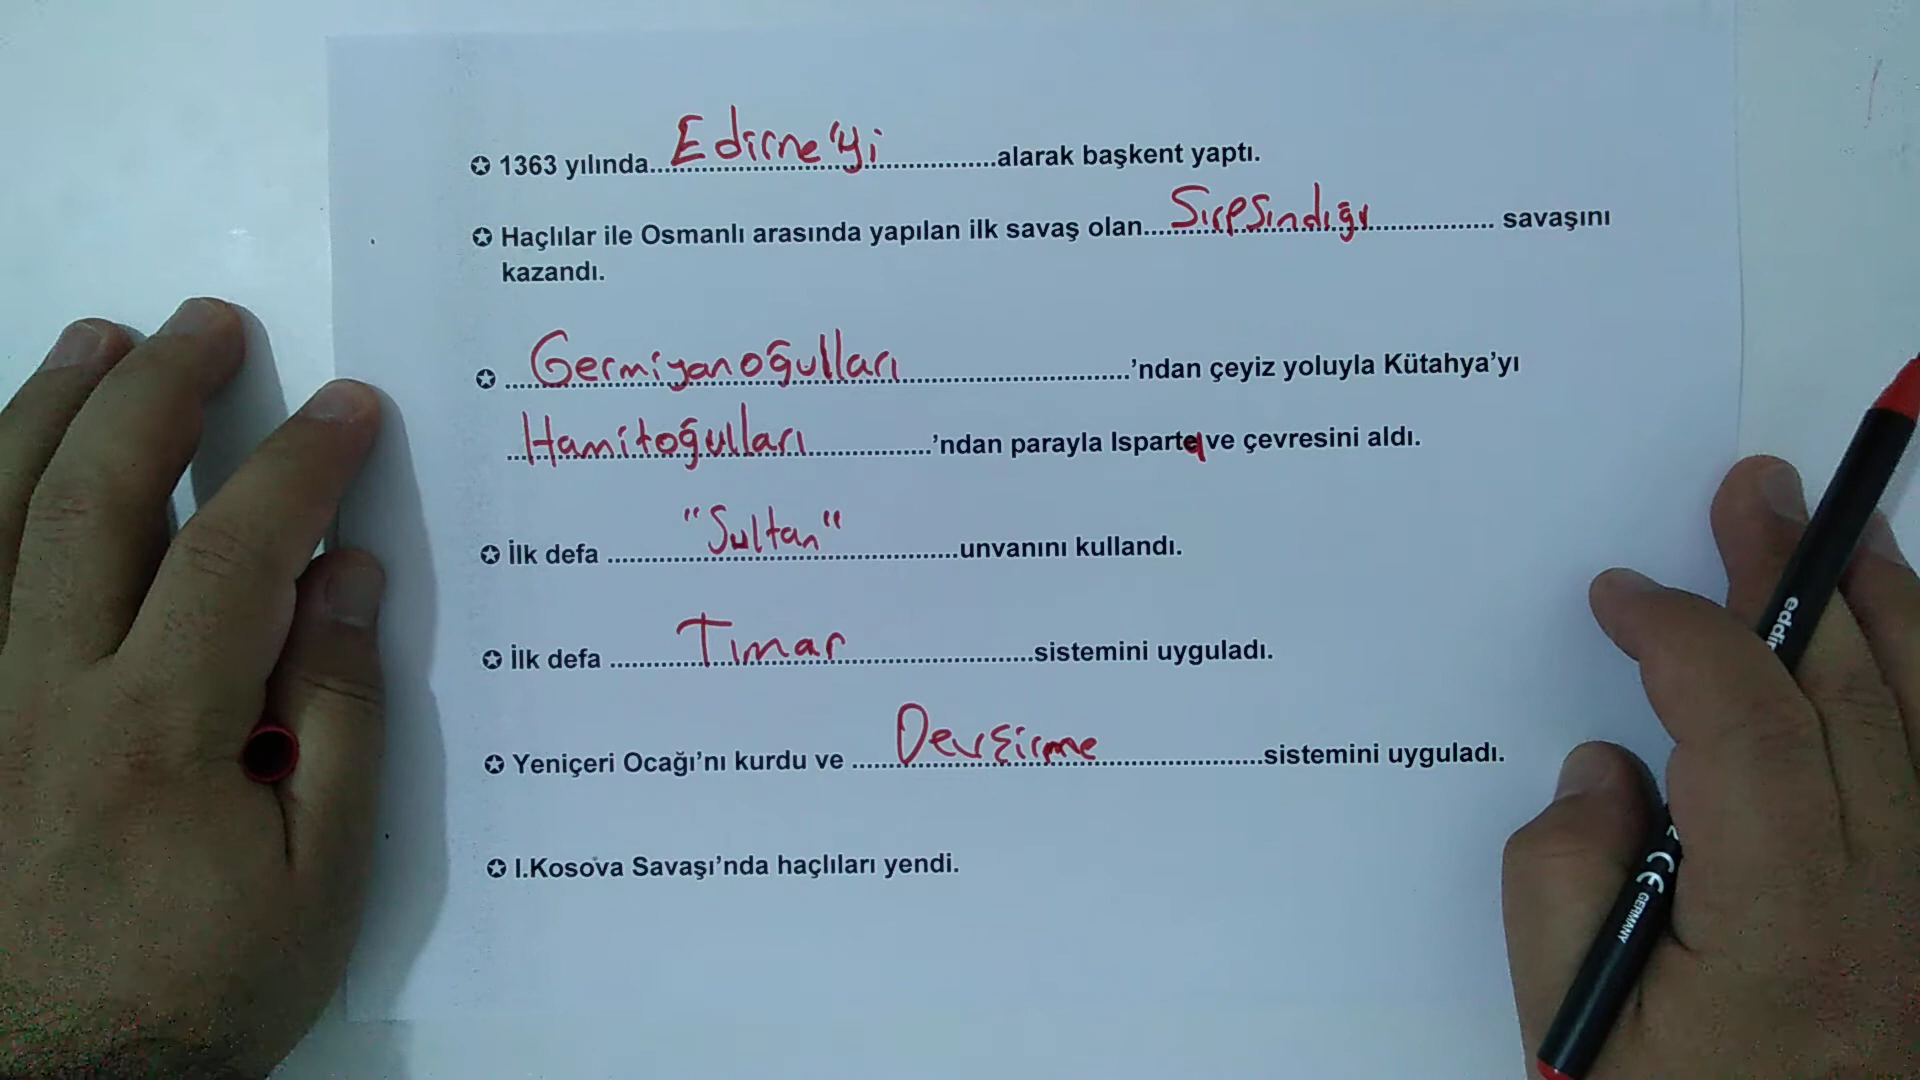 ✪ 1363 yılında..Edirne'yi..alarak başkent yaptı.
✪ Haçlılar ile Osmanlı arasında yapılan ilk savaş olan...Sırpsındığı... savaşını
kazandı.
✪ ...Germiyanoğulları...'ndan çeyiz yoluyla Kütahya'yı
...Hamitoğulları...'ndan parayla Isparta ve çevresini aldı.
✪ İlk defa ..."Sultan"...unvanını kullandı.
✪ İlk defa ...Tımar...sistemini uyguladı.
✪ Yeniçeri Ocağı'nı kurdu ve ...Devşirme...sistemini uyguladı.
✪ I.Kosova Savaşı'nda haçlıları yendi.
CE GERMANY